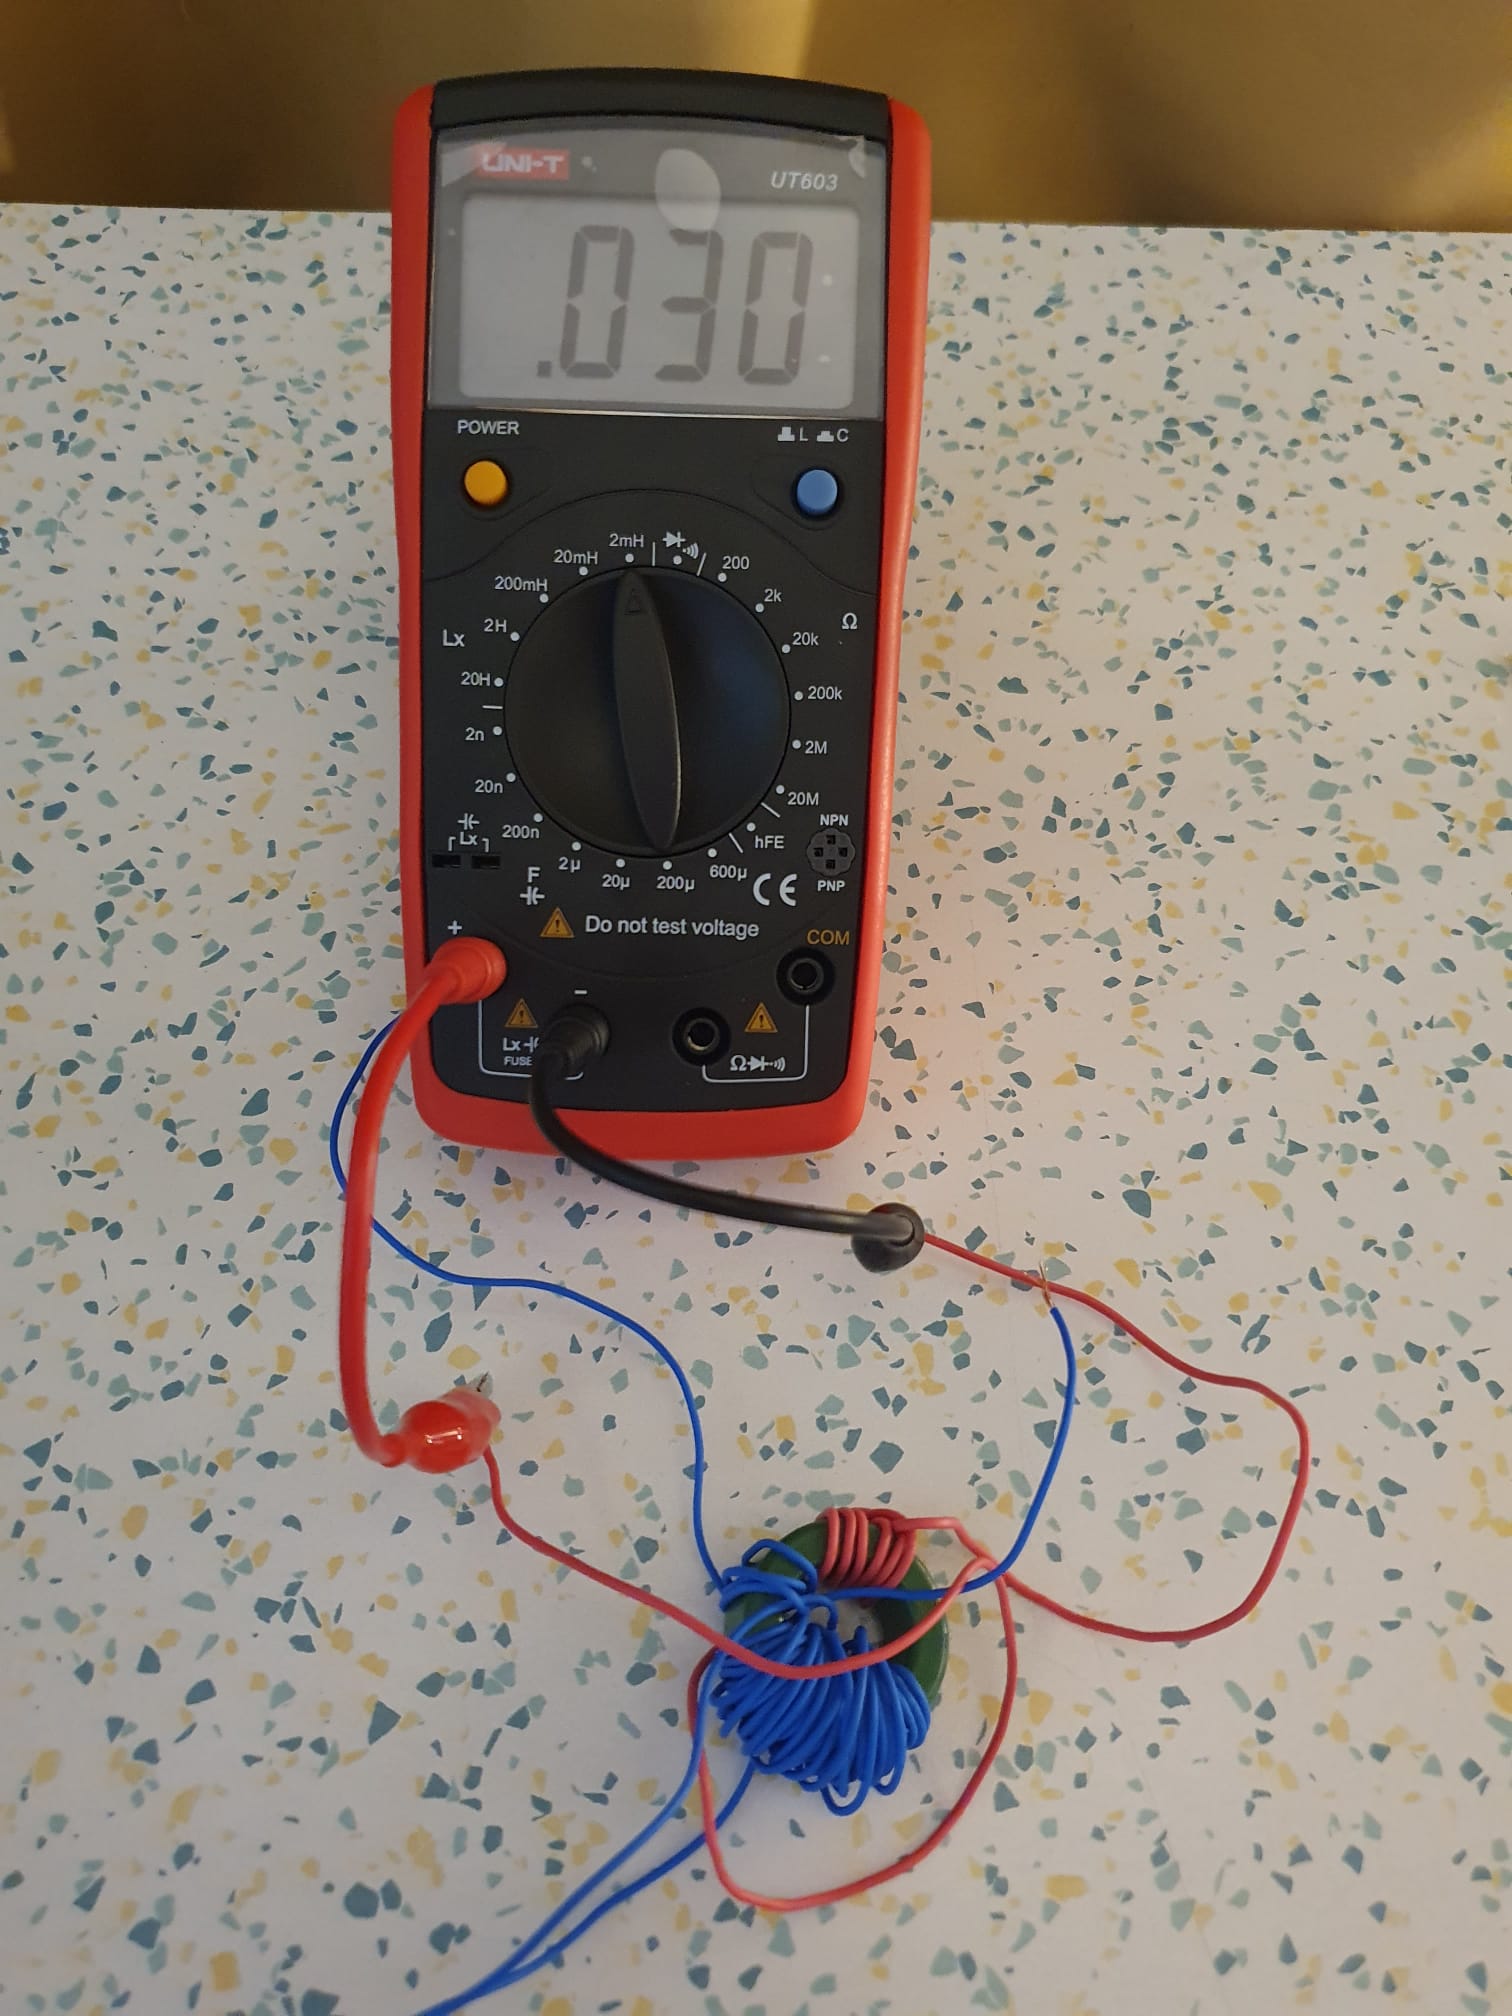 UNI-T
UT603
.030
POWER
L C
2mH
20mH
200mH
Lx
2H
20H
2n
20n
200n
2µ
20µ
200µ
600µ
hFE
20M
2M
200k
20k
2k
200
Ω
NPN
PNP
Lx
F
CE
+
Do not test voltage
COM
-
Lx
FUSE
Ω